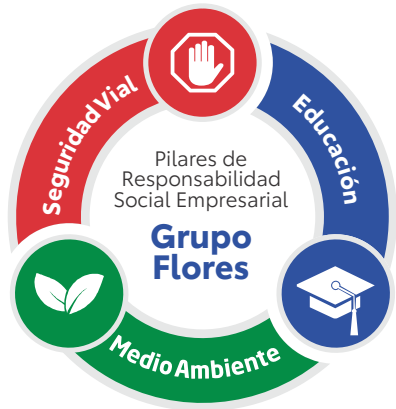 Seguridad Vial
Educación
Pilares de
Responsabilidad
Social Empresarial
Grupo
Flores
Medio Ambiente